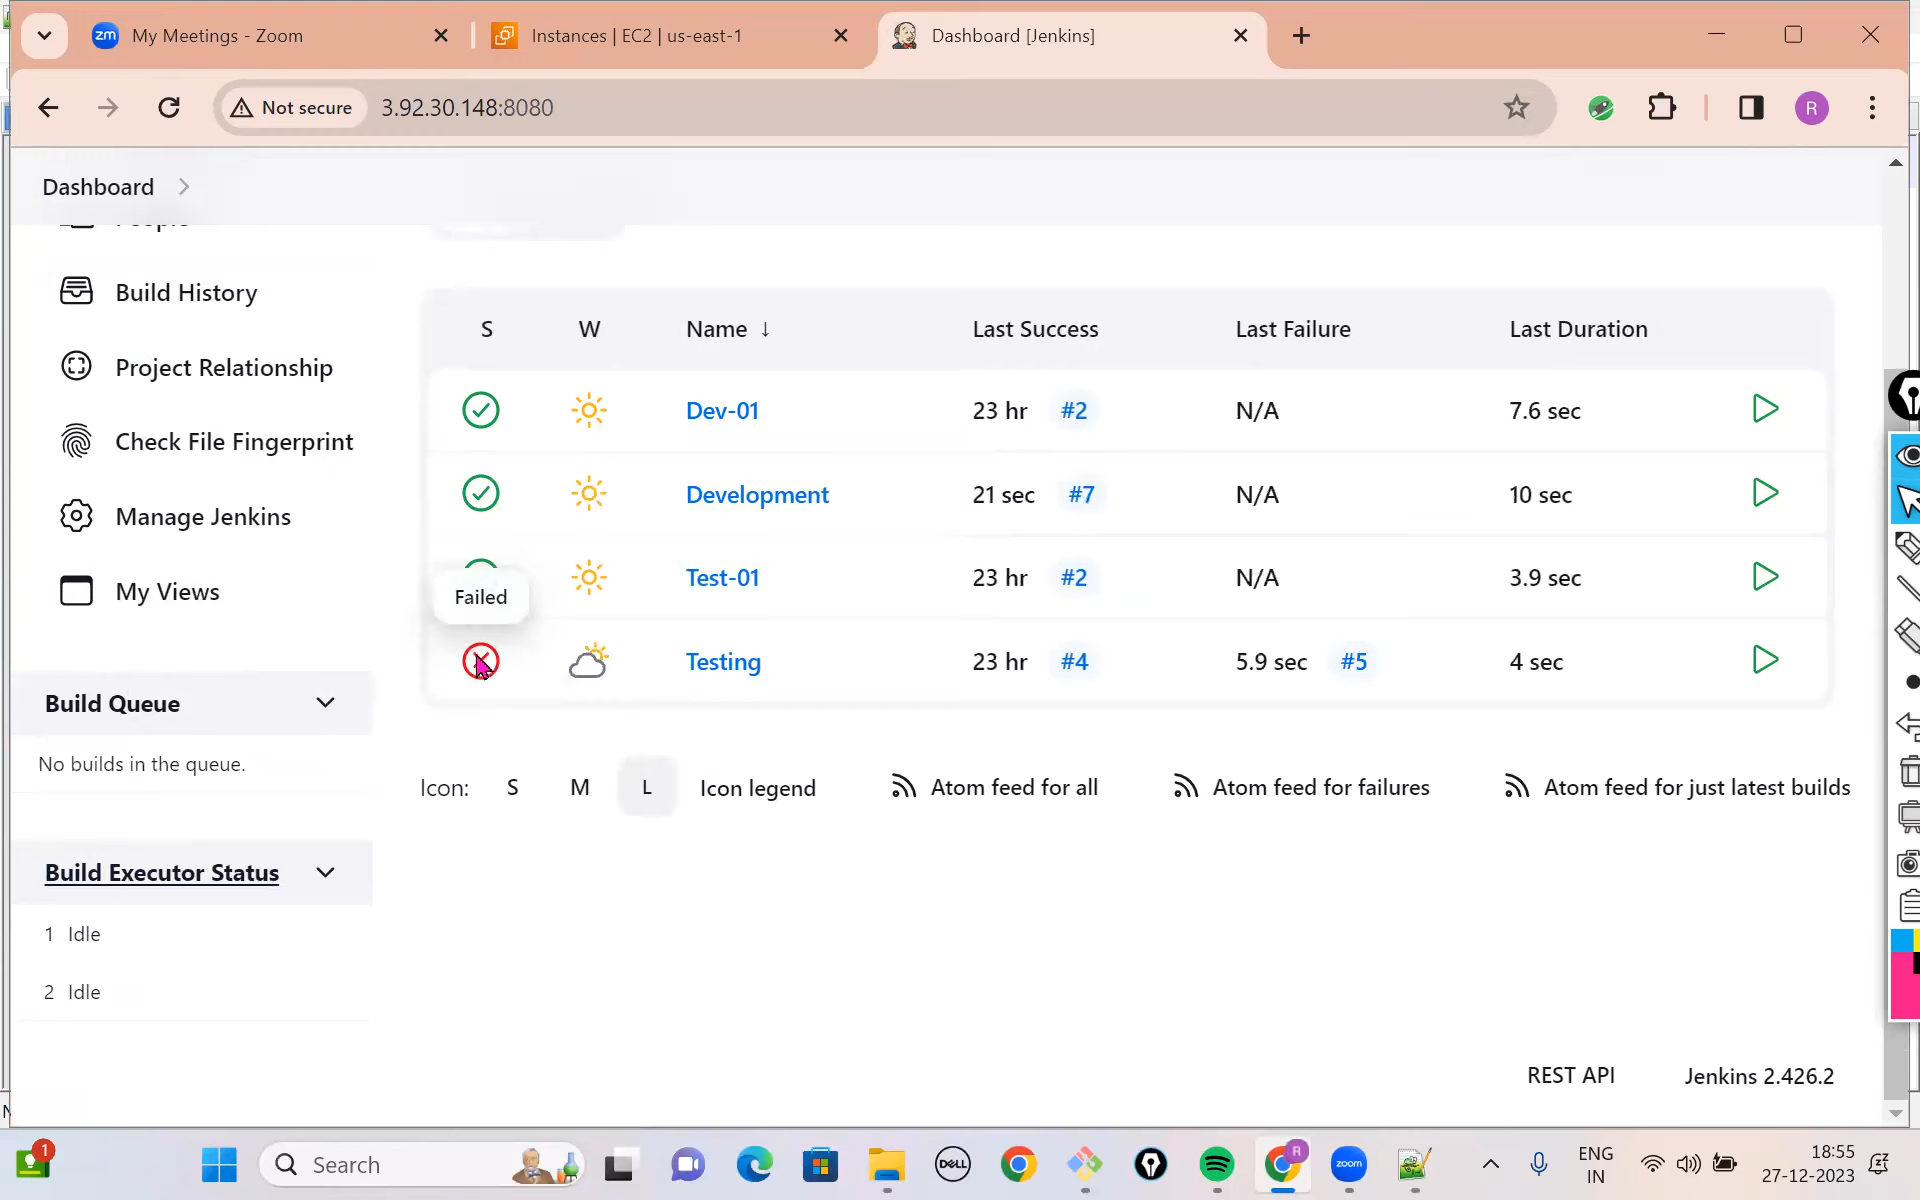 My Meetings - Zoom
Instances | EC2 | us-east-1
Dashboard [Jenkins]
Not secure
3.92.30.148:8080
R
Dashboard
People
Build History
Project Relationship
Check File Fingerprint
Manage Jenkins
My Views
S W Name ↓ Last Success Last Failure Last Duration
Dev-01 23 hr #2 N/A 7.6 sec
Development 21 sec #7 N/A 10 sec
Test-01 23 hr #2 N/A 3.9 sec
Failed
Testing 23 hr #4 5.9 sec #5 4 sec
Build Queue
No builds in the queue.
Icon: S M L Icon legend Atom feed for all Atom feed for failures Atom feed for just latest builds
Build Executor Status
1 Idle
2 Idle
REST API Jenkins 2.426.2
1
Search
DELL
R
zoom
ENG
IN
18:55
27-12-2023
zm